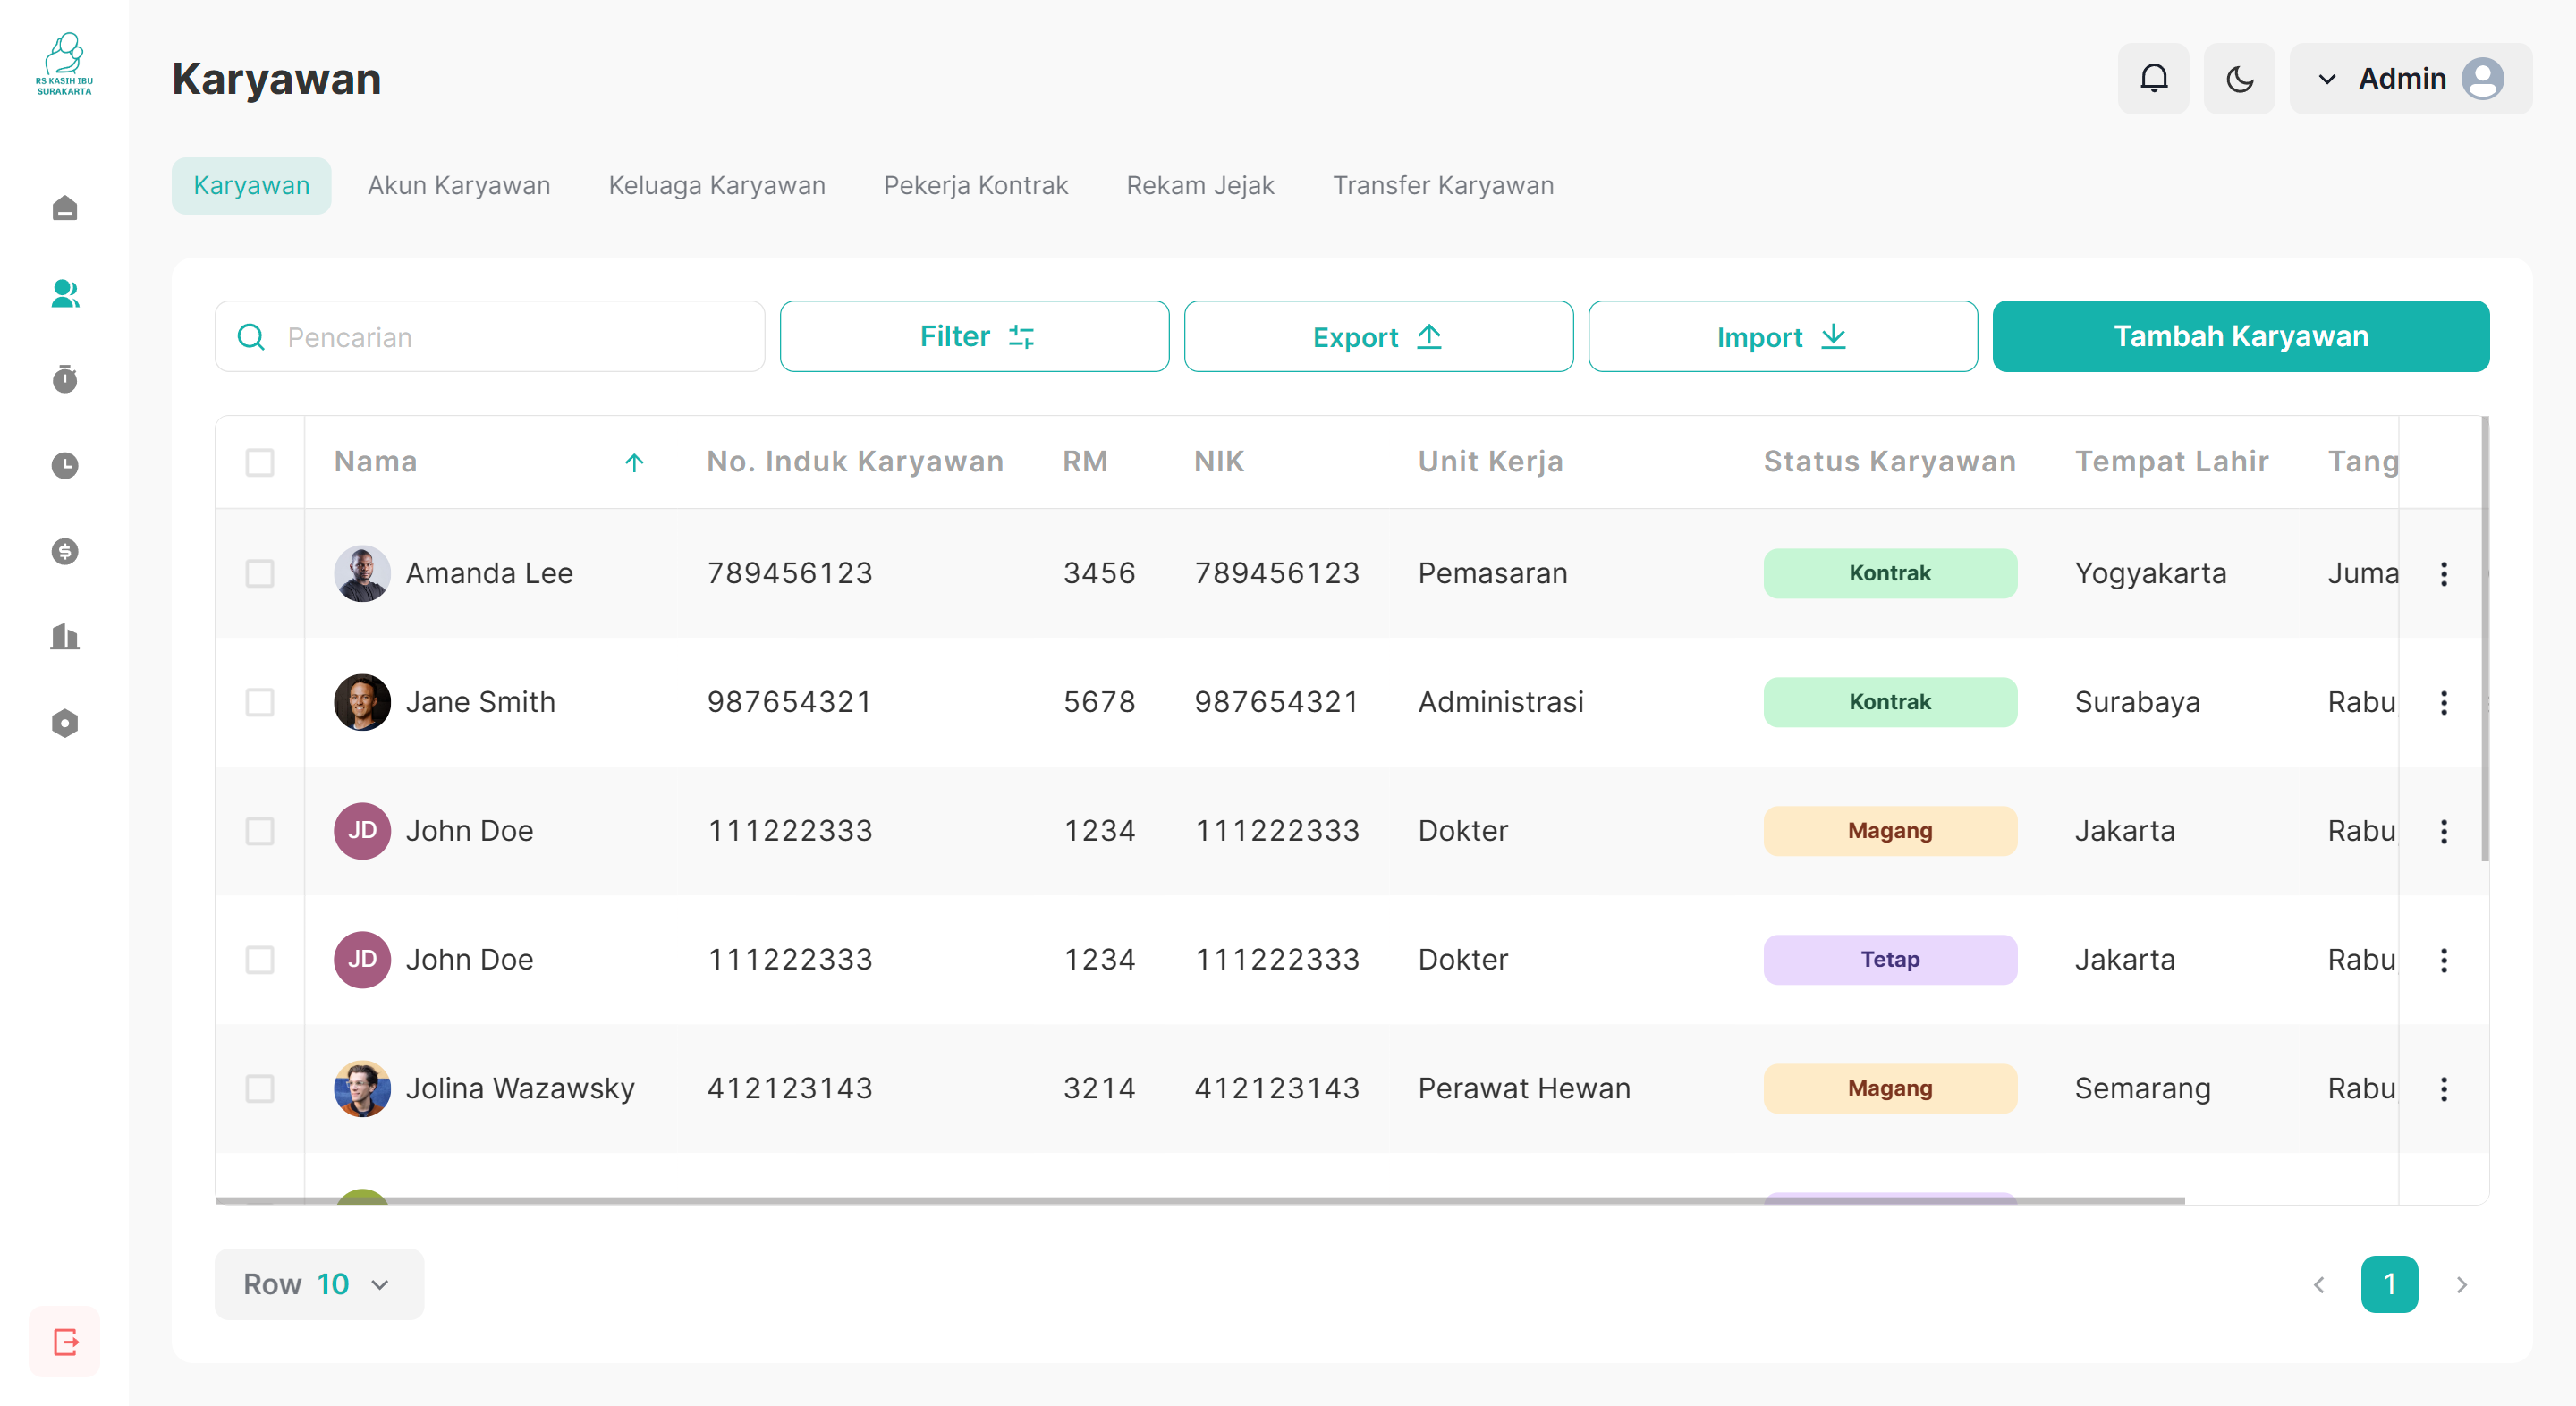 RS KASIH IBU
SURAKARTA
Karyawan
Admin
Karyawan Akun Karyawan Keluaga Karyawan Pekerja Kontrak Rekam Jejak Transfer Karyawan
Pencarian Filter Export Import Tambah Karyawan
Nama No. Induk Karyawan RM NIK Unit Kerja Status Karyawan Tempat Lahir Tang
Amanda Lee 789456123 3456 789456123 Pemasaran Kontrak Yogyakarta Juma
Jane Smith 987654321 5678 987654321 Administrasi Kontrak Surabaya Rabu,
JD John Doe 111222333 1234 111222333 Dokter Magang Jakarta Rabu,
JD John Doe 111222333 1234 111222333 Dokter Tetap Jakarta Rabu,
Jolina Wazawsky 412123143 3214 412123143 Perawat Hewan Magang Semarang Rabu,
Row 10
1